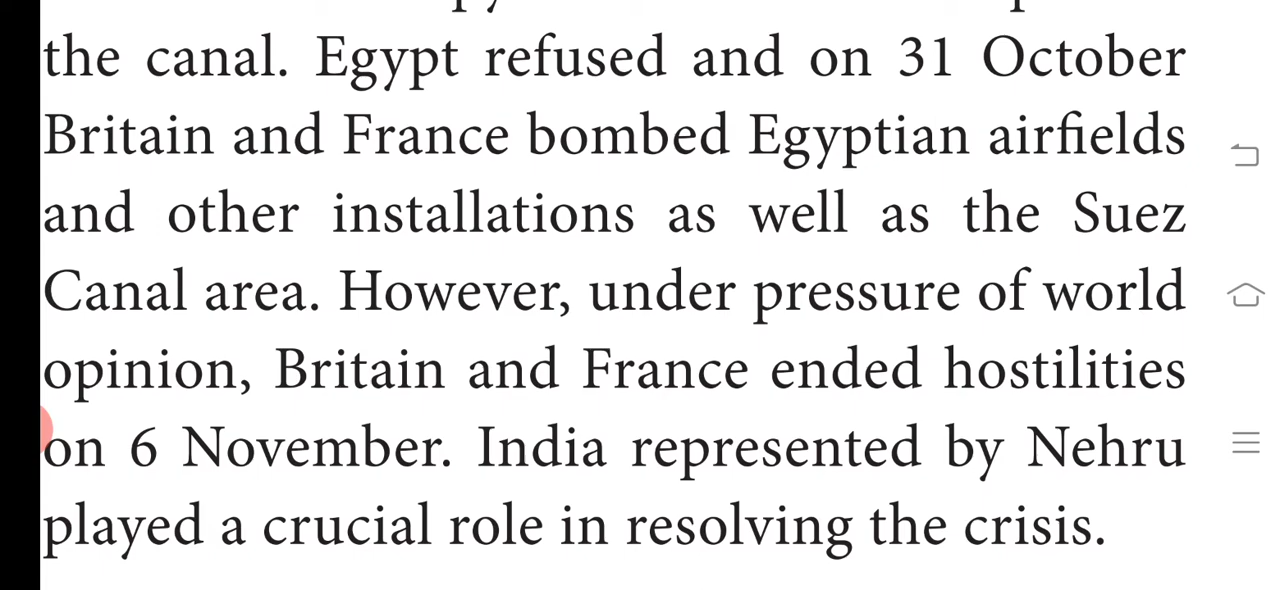 the canal. Egypt refused and on 31 October
Britain and France bombed Egyptian airfields
and other installations as well as the Suez
Canal area. However, under pressure of world
opinion, Britain and France ended hostilities
on 6 November. India represented by Nehru
played a crucial role in resolving the crisis.